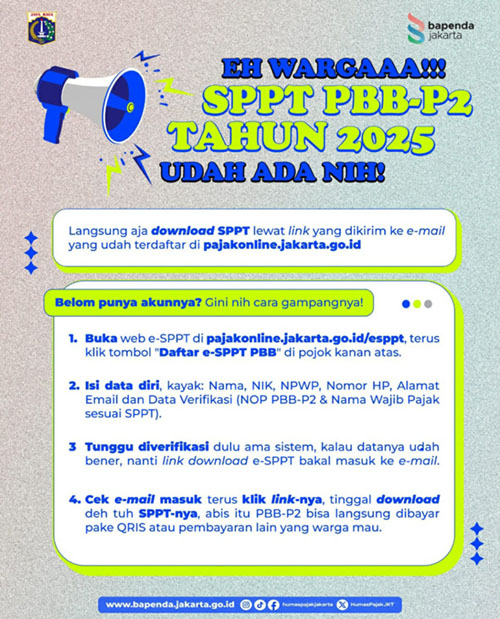 JAYA RAYA
bapenda
jakarta
EH WARGAAA!!!
SPPT PBB-P2
TAHUN 2025
UDAH ADA NIH!
Langsung aja download SPPT lewat link yang dikirim ke e-mail
yang udah terdaftar di pajakonline.jakarta.go.id
Belom punya akunnya? Gini nih cara gampangnya!
1. Buka web e-SPPT di pajakonline.jakarta.go.id/esppt, terus
klik tombol "Daftar e-SPPT PBB" di pojok kanan atas.
2. Isi data diri, kayak: Nama, NIK, NPWP, Nomor HP, Alamat
Email dan Data Verifikasi (NOP PBB-P2 & Nama Wajib Pajak
sesuai SPPT).
3 Tunggu diverifikasi dulu ama sistem, kalau datanya udah
bener, nanti link download e-SPPT bakal masuk ke e-mail.
4. Cek e-mail masuk terus klik link-nya, tinggal download
deh tuh SPPT-nya, abis itu PBB-P2 bisa langsung dibayar
pake QRIS atau pembayaran lain yang warga mau.
www.bapenda.jakarta.go.id humaspajakjakarta HumasPajakJKT